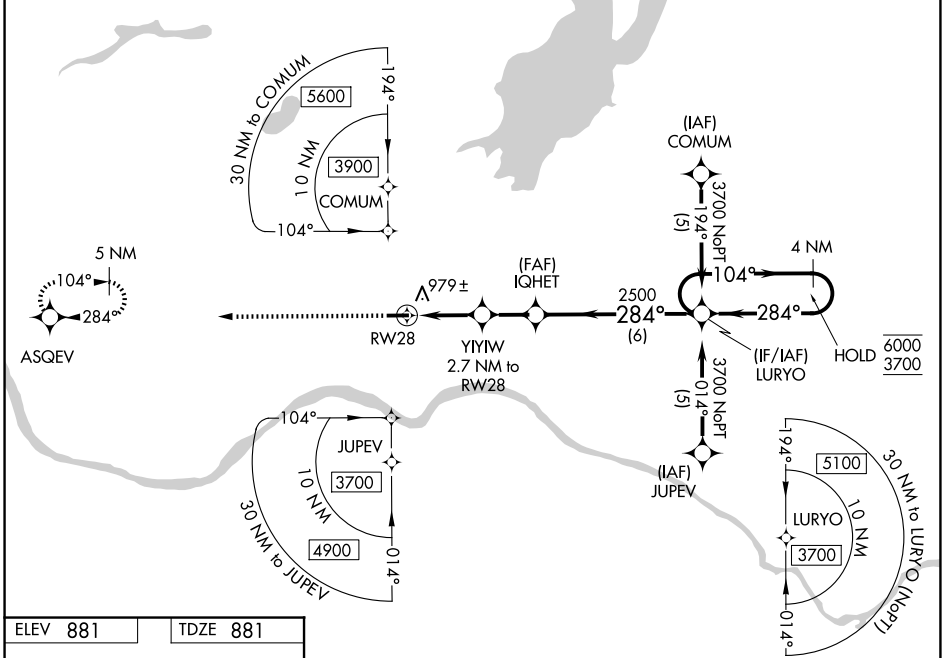 30 NM to COMUM
5600
194°
10 NM
3900
COMUM
104°
(IAF)
COMUM
3700 NoPT
194°
(5)
4 NM
104°
5 NM
104°
284°
ASQEV
979±
RW28
(FAF)
IQHET
YIYIW
2.7 NM to
RW28
2500
284°
(6)
284°
(IF/IAF)
LURYO
HOLD
6000
3700
3700 NoPT
014°
(5)
(IAF)
JUPEV
104°
JUPEV
3700
10 NM
4900
30 NM to JUPEV
014°
194°
5100
30 NM to LURYO (NoPT)
LURYO
10 NM
3700
014°
ELEV 881
TDZE 881